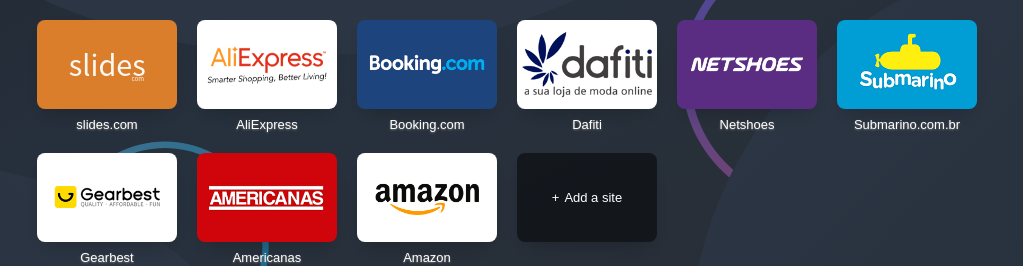 slides
.com
AliExpress™
Smarter Shopping, Better Living!
Booking.com
dafiti
a sua loja de moda online
NETSHOES
Submarino
slides.com
AliExpress
Booking.com
Dafiti
Netshoes
Submarino.com.br
Gearbest
QUALITY · AFFORDABLE · FUN
AMERICANAS
amazon
+ Add a site
Gearbest
Americanas
Amazon